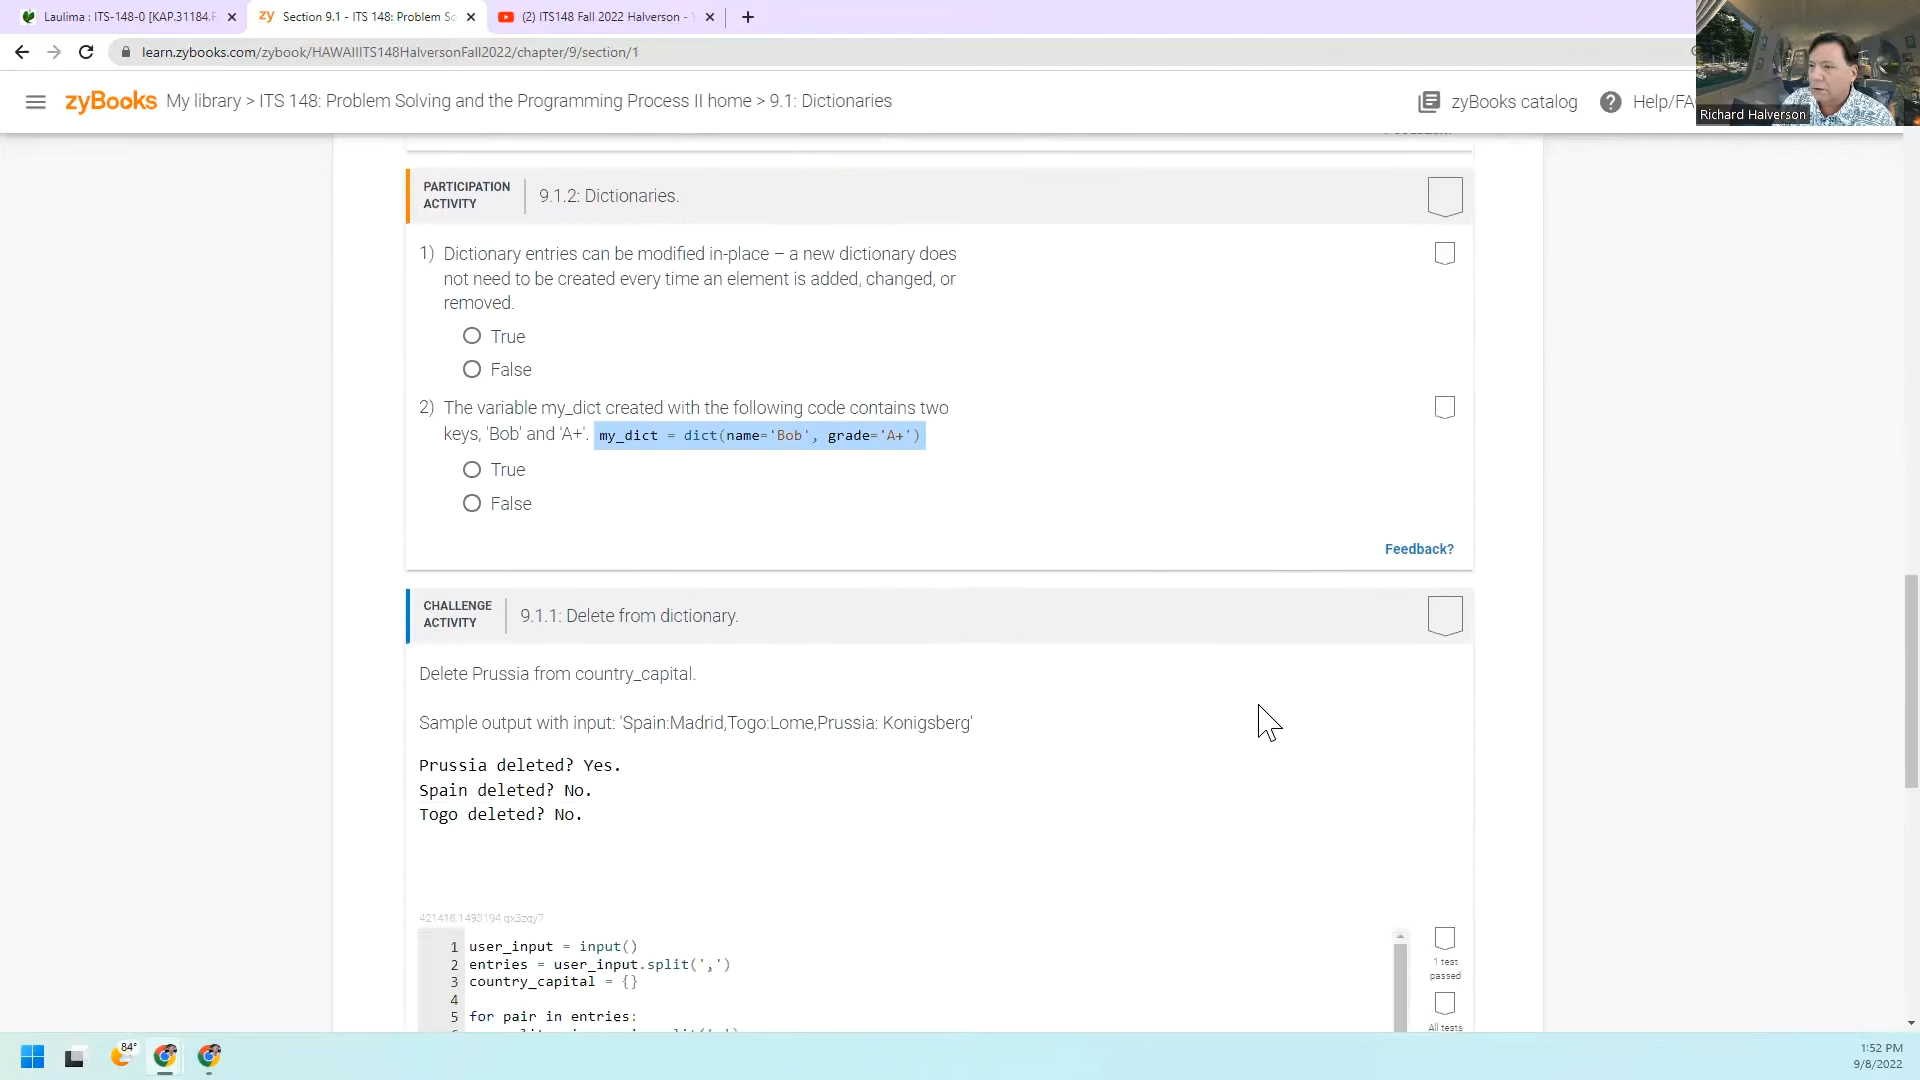 Laulima : ITS-148-0 [KAP.31184.F
zy Section 9.1 - ITS 148: Problem So
(2) ITS148 Fall 2022 Halverson -
learn.zybooks.com/zybook/HAWAIIITS148HalversonFall2022/chapter/9/section/1
zyBooks My library > ITS 148: Problem Solving and the Programming Process II home > 9.1: Dictionaries
zyBooks catalog
? Help/FA
Richard Halverson
PARTICIPATION
ACTIVITY
9.1.2: Dictionaries.
1) Dictionary entries can be modified in-place – a new dictionary does
not need to be created every time an element is added, changed, or
removed.
True
False
2) The variable my_dict created with the following code contains two
keys, 'Bob' and 'A+'. my_dict = dict(name='Bob', grade='A+')
True
False
Feedback?
CHALLENGE
ACTIVITY
9.1.1: Delete from dictionary.
Delete Prussia from country_capital.
Sample output with input: 'Spain:Madrid,Togo:Lome,Prussia: Konigsberg'
Prussia deleted? Yes.
Spain deleted? No.
Togo deleted? No.
421418.1493194.qx3zqy7
1 user_input = input()
2 entries = user_input.split(',')
3 country_capital = {}
4
5 for pair in entries:
1 test
passed
All tests
84°
1:52 PM
9/8/2022